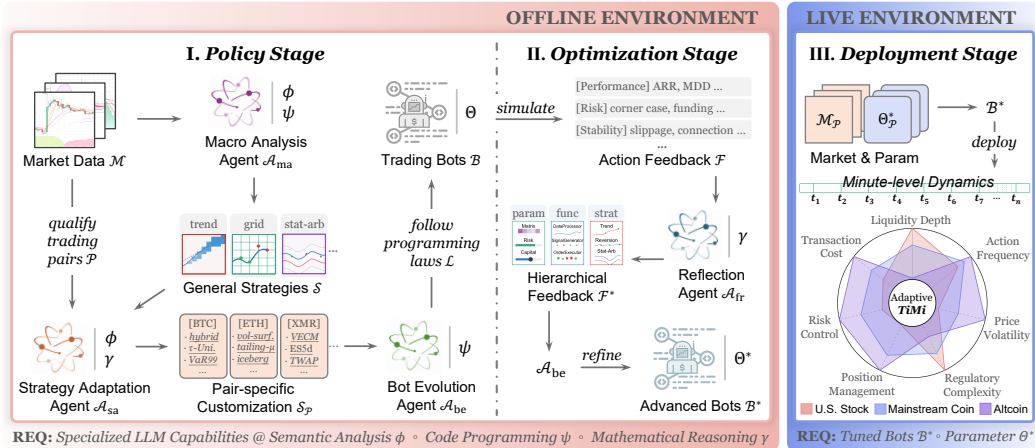 OFFLINE ENVIRONMENT
I. Policy Stage
Market Data ℳ
ϕ
ψ
Macro Analysis
Agent 𝒜ma
Trading Bots ℬ
Θ
qualify
trading
pairs 𝒫
trend
grid
stat-arb
...
General Strategies 𝒮
follow
programming
laws ℒ
ϕ
γ
Strategy Adaptation
Agent 𝒜sa
[BTC]
· hybrid
· τ-Uni.
· VaR99
...
[ETH]
· vol-surf.
· tailing-μ
· iceberg
...
[XMR]
· VECM
· ES5d
· TWAP
...
...
Pair-specific
Customization 𝒮𝒫
ψ
Bot Evolution
Agent 𝒜be
II. Optimization Stage
simulate
[Performance] ARR, MDD ...
[Risk] corner case, funding ...
[Stability] slippage, connection ...
...
Action Feedback ℱ
param
Matrix
Risk
Capital
func
DataProcessor
SignalGenerator
OrderExecutor
strat
Trend
Reversion
Stat-Arb
Hierarchical
Feedback ℱ*
γ
Reflection
Agent 𝒜fr
𝒜be
refine
Θ*
Advanced Bots ℬ*
REQ: Specialized LLM Capabilities @ Semantic Analysis ϕ ∘ Code Programming ψ ∘ Mathematical Reasoning γ
LIVE ENVIRONMENT
III. Deployment Stage
ℳ𝒫
Θ*𝒫
ℬ*
Market & Param
deploy
Minute-level Dynamics
t1 t2 t3 t4 t5 t6 t7 ... tn
Liquidity Depth
Transaction
Cost
Action
Frequency
Adaptive
TiMi
Risk
Control
Price
Volatility
Position
Management
Regulatory
Complexity
U.S. Stock
Mainstream Coin
Altcoin
REQ: Tuned Bots ℬ* ∘ Parameter Θ*